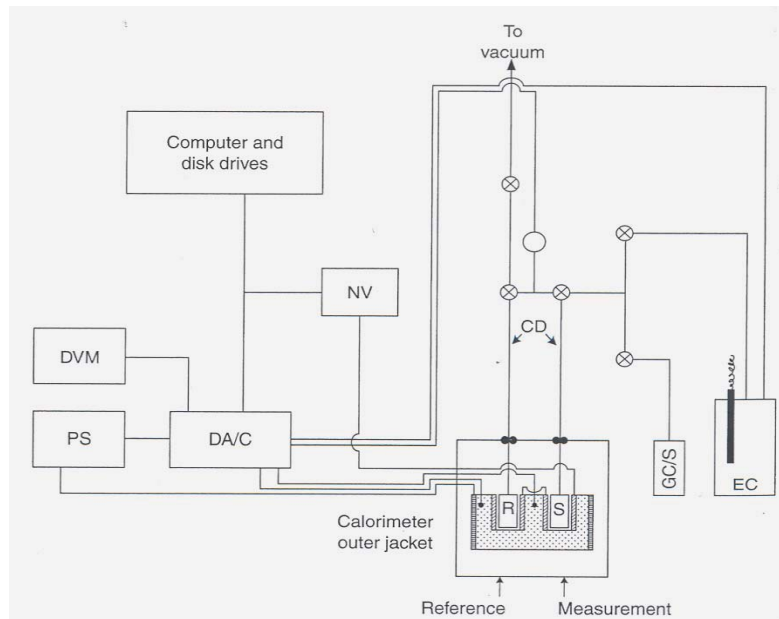 To
vacuum
Computer and
disk drives
NV
CD
DVM
PS
DA/C
GC/S
EC
R
S
Calorimeter
outer jacket
Reference
Measurement